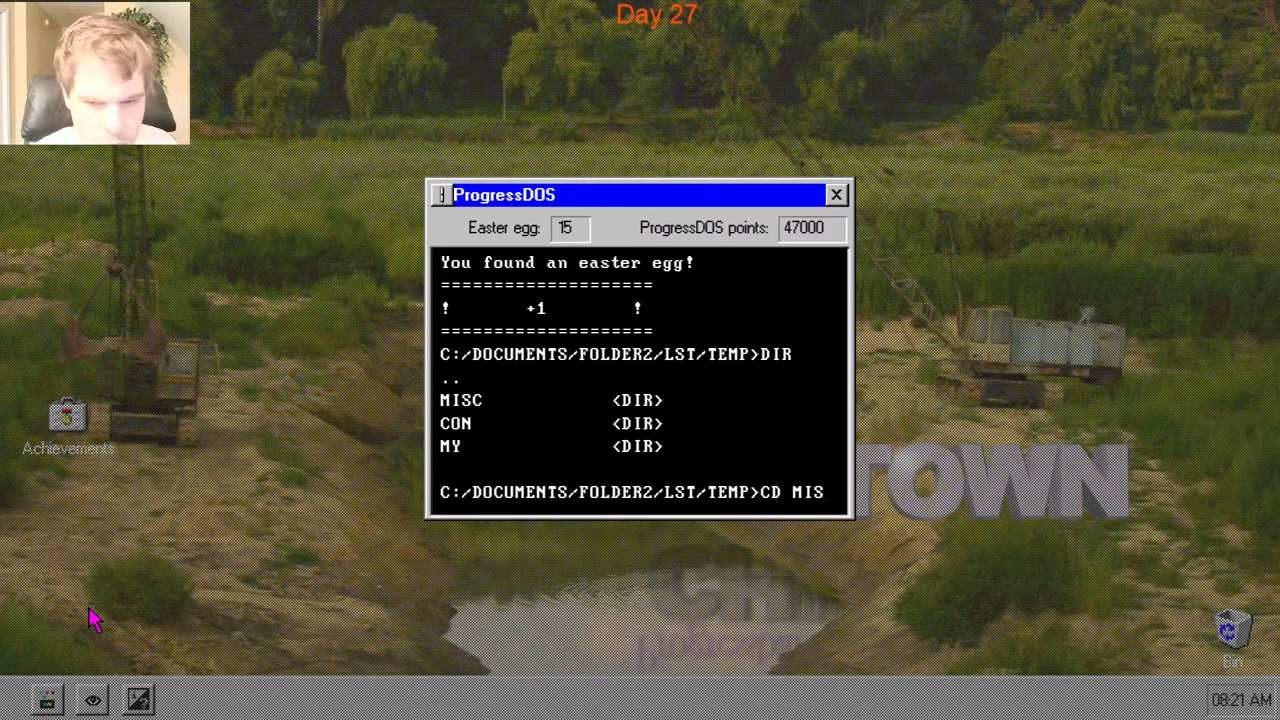 Day 27
ProgressDOS
Easter egg: 15 ProgressDOS points: 47000
You found an easter egg!
====================
! +1 !
====================
C:/DOCUMENTS/FOLDER2/LST/TEMP>DIR
..
MISC <DIR>
CON <DIR>
MY <DIR>
C:/DOCUMENTS/FOLDER2/LST/TEMP>CD MIS
Achievements
TOWN
Bin
08:21 AM